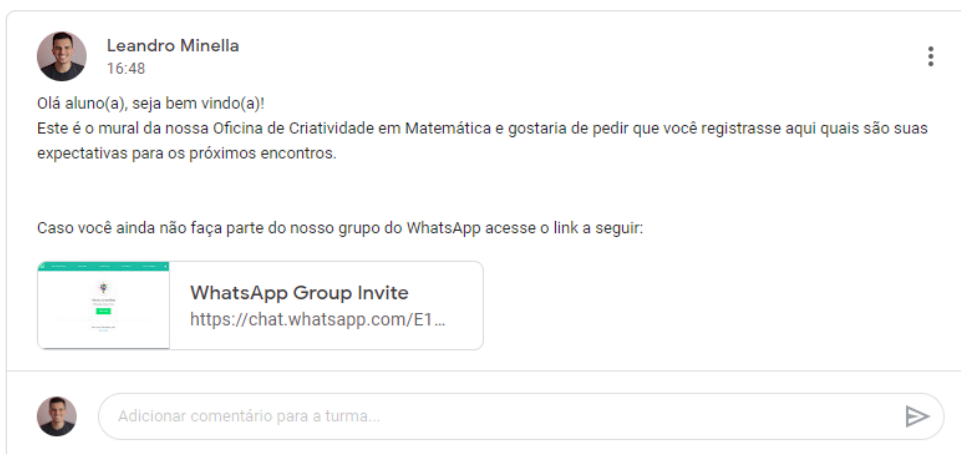 Leandro Minella
16:48
Olá aluno(a), seja bem vindo(a)!
Este é o mural da nossa Oficina de Criatividade em Matemática e gostaria de pedir que você registrasse aqui quais são suas
expectativas para os próximos encontros.
Caso você ainda não faça parte do nosso grupo do WhatsApp acesse o link a seguir:
WhatsApp Group Invite
https://chat.whatsapp.com/E1...
Adicionar comentário para a turma...